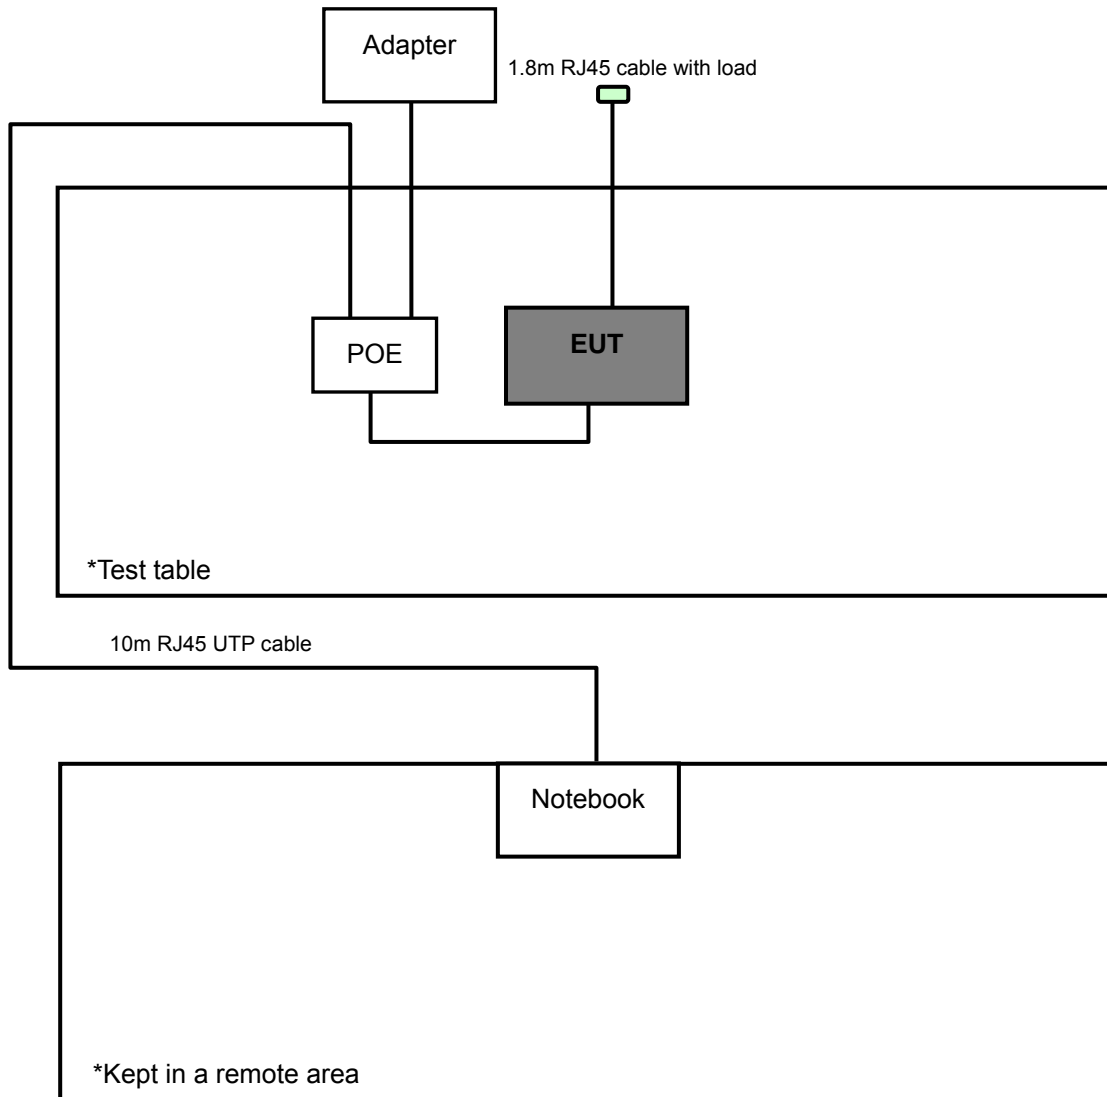 Adapter
1.8m RJ45 cable with load
POE
EUT
*Test table
10m RJ45 UTP cable
Notebook
*Kept in a remote area